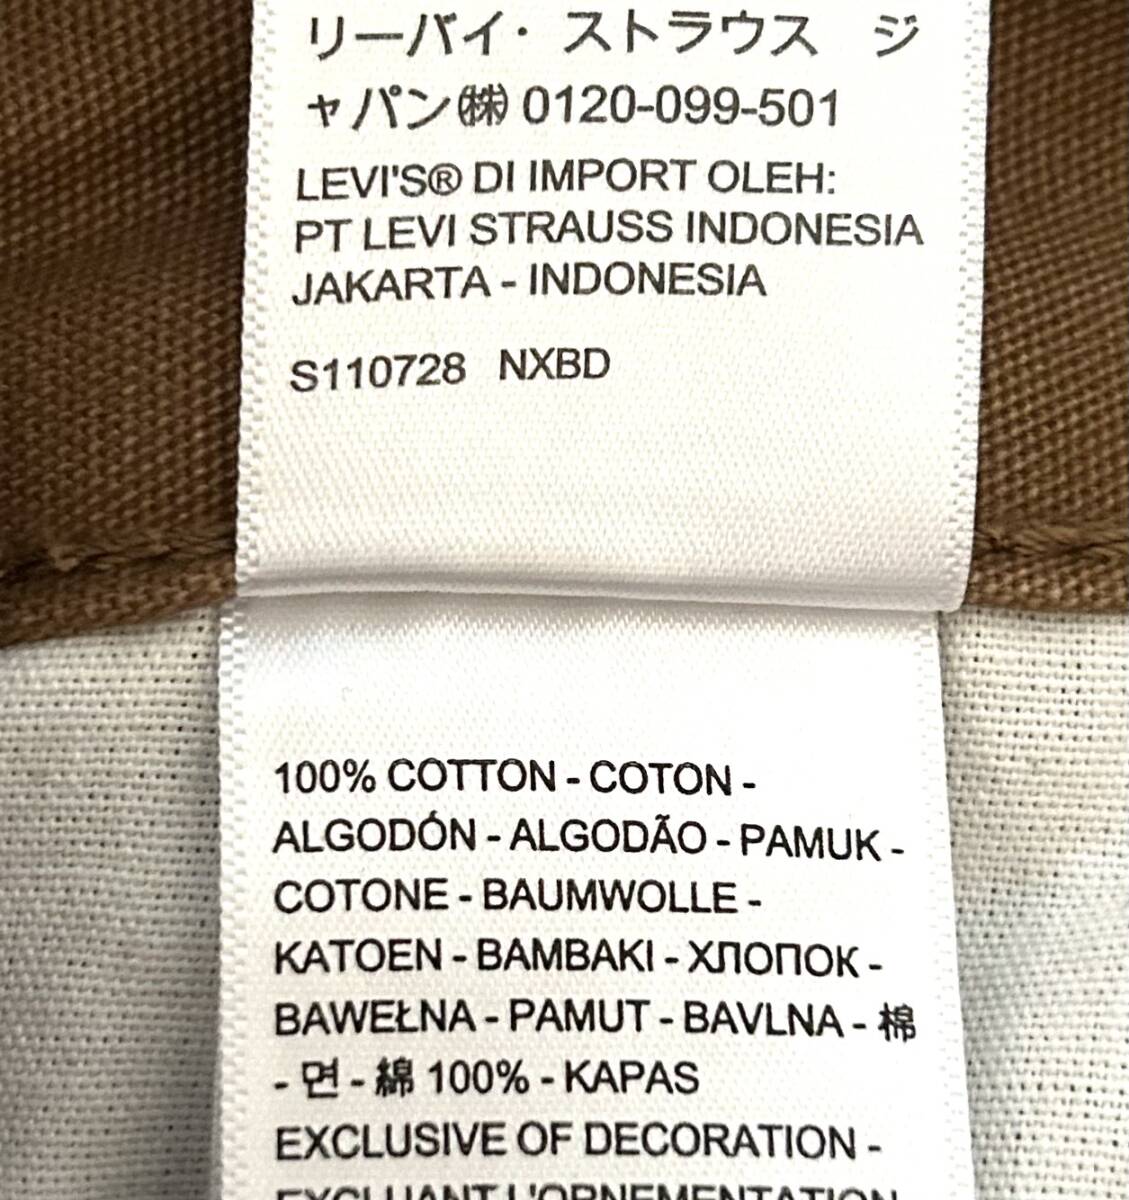 リーバイ・ストラウス ジ
ャパン㈱ 0120-099-501
LEVI'S® DI IMPORT OLEH:
PT LEVI STRAUSS INDONESIA
JAKARTA - INDONESIA
S110728 NXBD
100% COTTON - COTON -
ALGODÓN - ALGODÃO - PAMUK -
COTONE - BAUMWOLLE -
KATOEN - BAMBAKI - ХЛОПОК -
BAWEŁNA - PAMUT - BAVLNA - 棉
- 면 - 綿 100% - KAPAS
EXCLUSIVE OF DECORATION -
EXCLUANT L'ORNEMENTATION